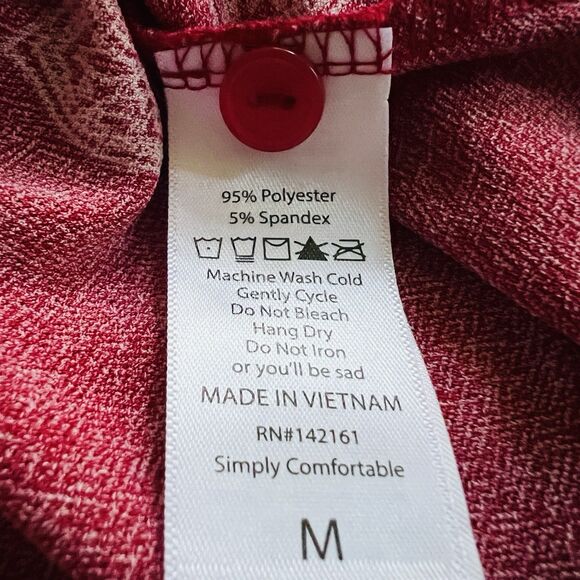 95% Polyester
5% Spandex
Machine Wash Cold
Gently Cycle
Do Not Bleach
Hang Dry
Do Not Iron
or you'll be sad
MADE IN VIETNAM
RN#142161
Simply Comfortable
M